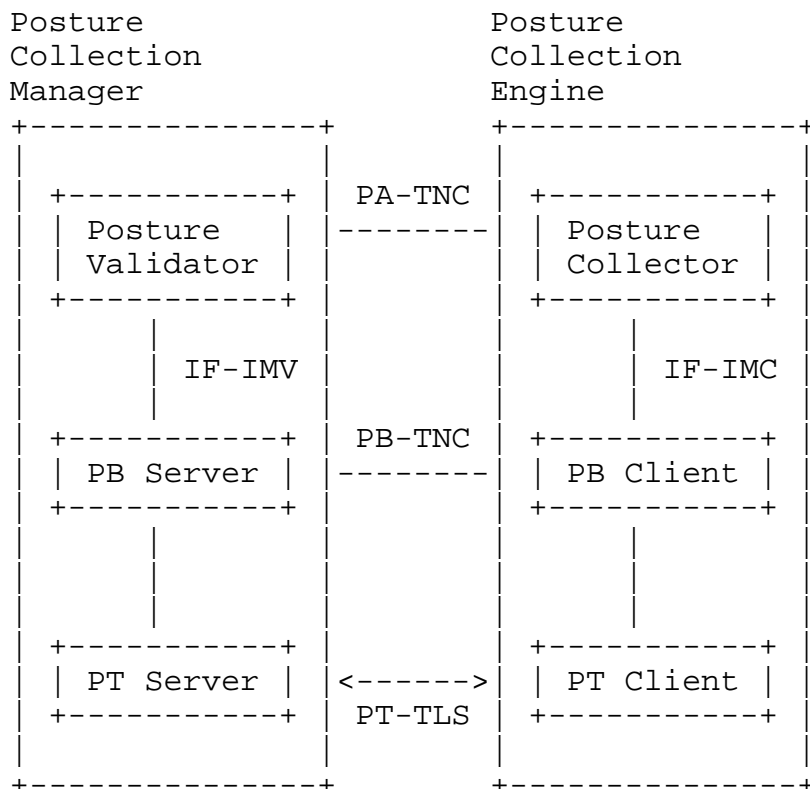 Posture Posture
Collection Collection
Manager Engine
PA-TNC
Posture Posture
Validator Collector
IF-IMV IF-IMC
PB-TNC
PB Server PB Client
PT Server PT Client
PT-TLS